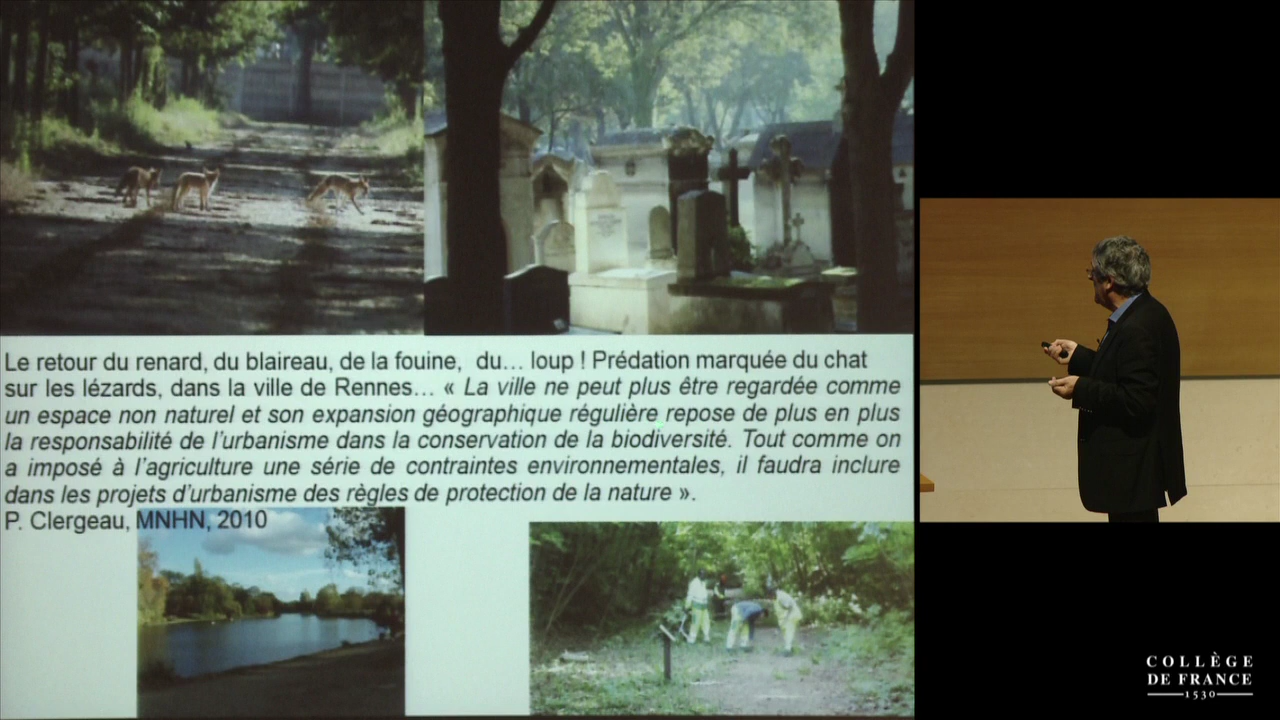 Le retour du renard, du blaireau, de la fouine, du… loup ! Prédation marquée du chat
sur les lézards, dans la ville de Rennes… « La ville ne peut plus être regardée comme
un espace non naturel et son expansion géographique régulière repose de plus en plus
la responsabilité de l'urbanisme dans la conservation de la biodiversité. Tout comme on
a imposé à l'agriculture une série de contraintes environnementales, il faudra inclure
dans les projets d'urbanisme des règles de protection de la nature ».
P. Clergeau, MNHN, 2010
COLLÈGE
DE FRANCE
1530